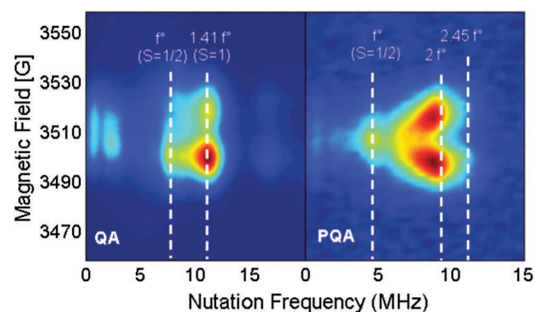 Magnetic Field [G]
3550
3530
3510
3490
3470
f° 1.41 f°
(S=1/2) (S=1)
QA
0 5 10 15
f° 2.45 f°
(S=1/2) 2 f°
PQA
0 5 10 15
Nutation Frequency (MHz)